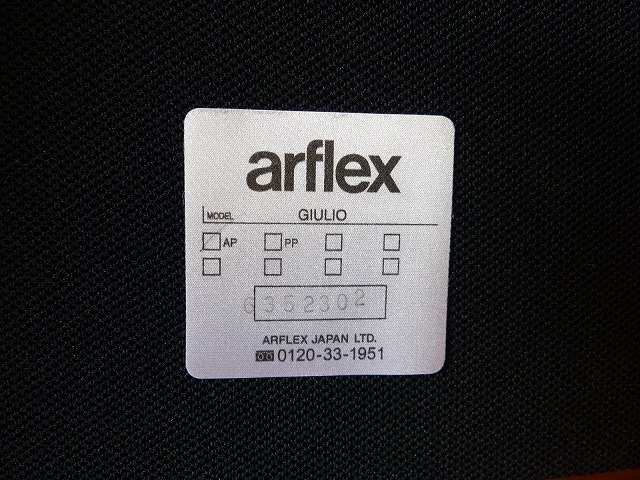 arflex
MODEL GIULIO
AP PP
6352302
ARFLEX JAPAN LTD.
0120-33-1951